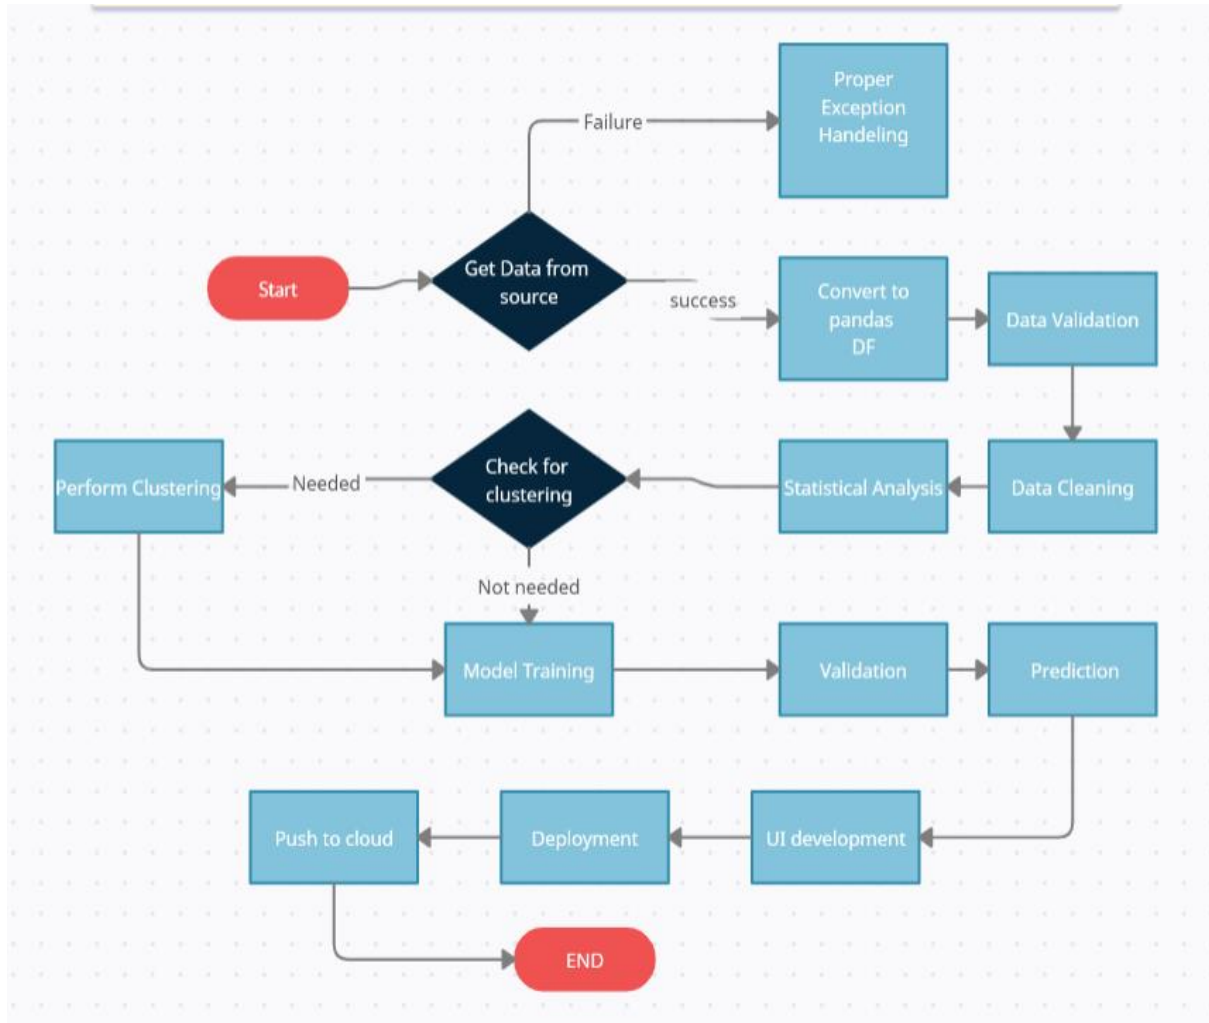 Proper
Exception
Handeling
Failure
Get Data from
source
Start
success
Convert to
pandas
DF
Data Validation
Check for
clustering
Needed
Perform Clustering
Statistical Analysis
Data Cleaning
Not needed
Model Training
Validation
Prediction
Push to cloud
Deployment
UI development
END